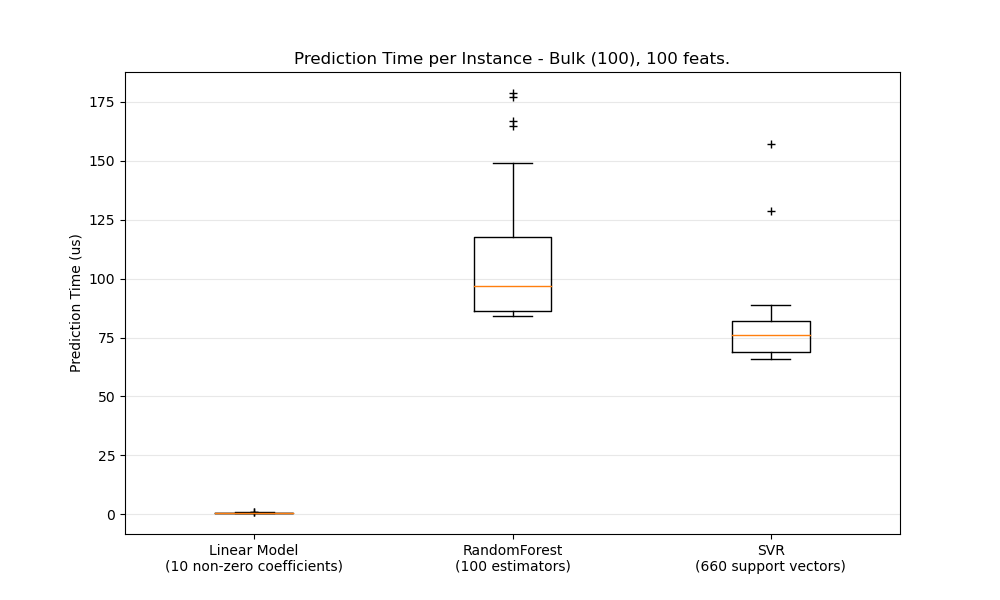 Prediction Time per Instance - Bulk (100), 100 feats.
Prediction Time (us)
175
150
125
100
75
50
25
0
Linear Model
(10 non-zero coefficients)
RandomForest
(100 estimators)
SVR
(660 support vectors)